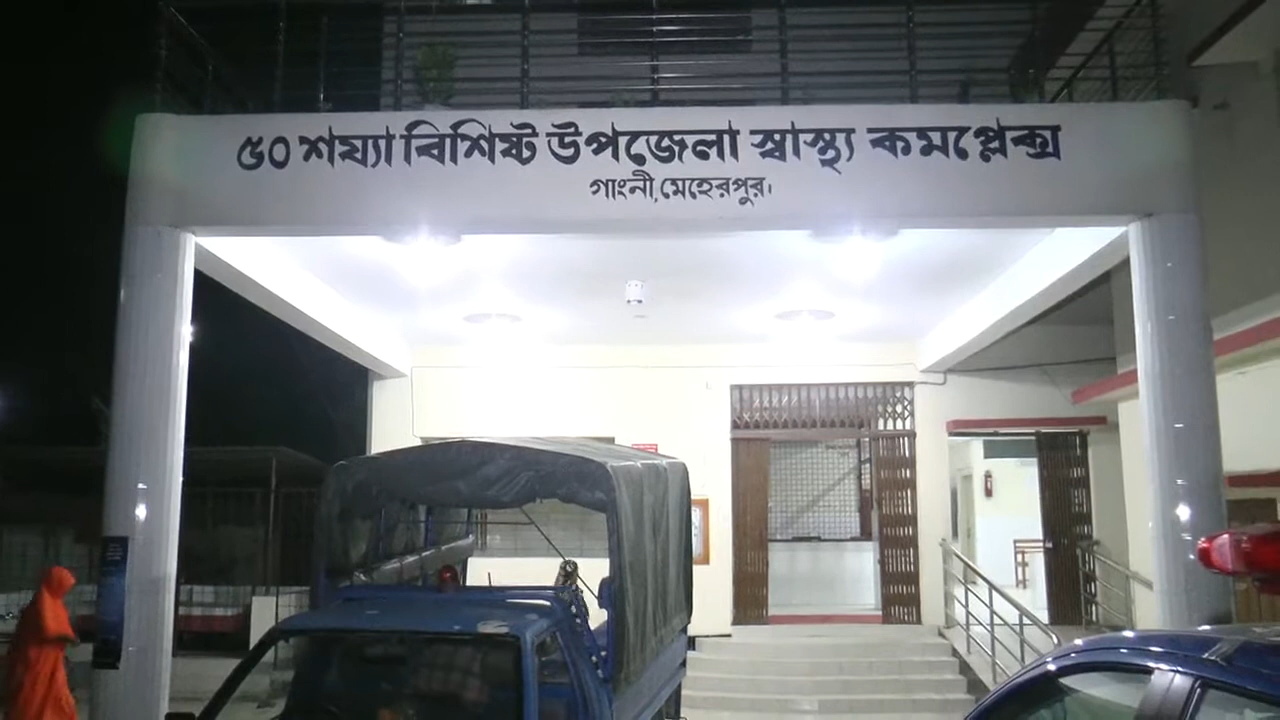 ৫০ শয্যা বিশিষ্ট উপজেলা স্বাস্থ্য কমপ্লেক্স
গাংনী, মেহেরপুর।